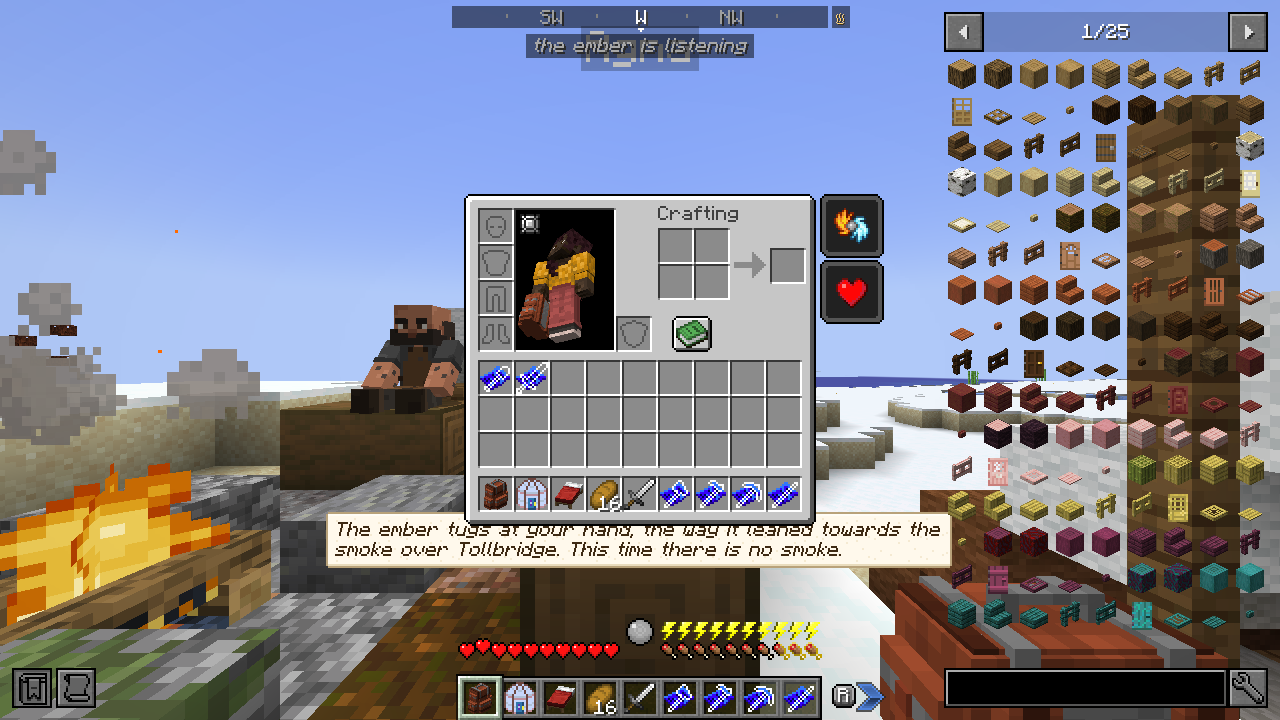 SW W NW
the ember is listening
1/25
Crafting
16
The ember tugs at your hand, the way it leaned towards the
smoke over Tollbridge. This time there is no smoke.
16
R